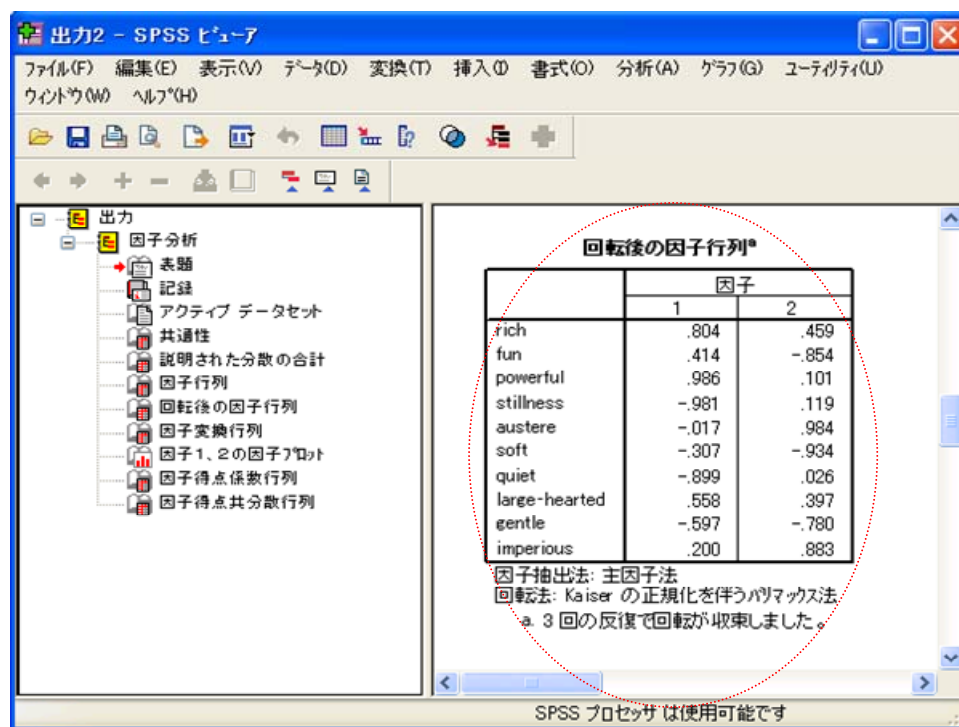 出力2 - SPSS ビューア
ファイル(F) 編集(E) 表示(V) データ(D) 変換(T) 挿入(I) 書式(O) 分析(A) グラフ(G) ユーティリティ(U)
ウィンドウ(W) ヘルプ(H)
出力
因子分析
表題
記録
アクティブ データセット
共通性
説明された分散の合計
因子行列
回転後の因子行列
因子変換行列
因子1、2の因子プロット
因子得点係数行列
因子得点共分散行列
回転後の因子行列a
因子
1 2
rich .804 .459
fun .414 -.854
powerful .986 .101
stillness -.981 .119
austere -.017 .984
soft -.307 -.934
quiet -.899 .026
large-hearted .558 .397
gentle -.597 -.780
imperious .200 .883
因子抽出法: 主因子法
回転法: Kaiser の正規化を伴うバリマックス法
a. 3 回の反復で回転が収束しました。
SPSS プロセッサ は使用可能です